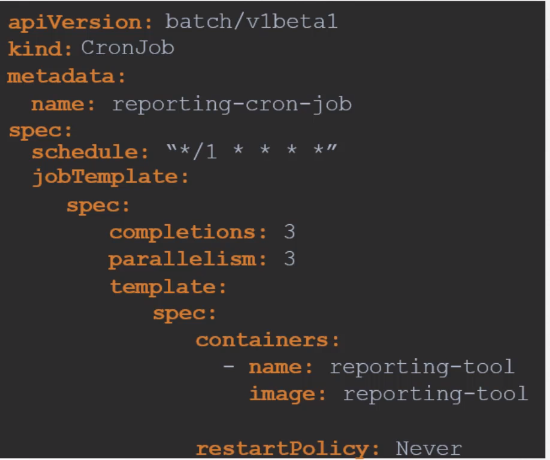 apiVersion: batch/v1beta1
kind: CronJob
metadata:
  name: reporting-cron-job
spec:
  schedule: “*/1 * * * *”
  jobTemplate:
    spec:
       completions: 3
       parallelism: 3
       template:
          spec:
             containers:
               - name: reporting-tool
                 image: reporting-tool
             restartPolicy: Never